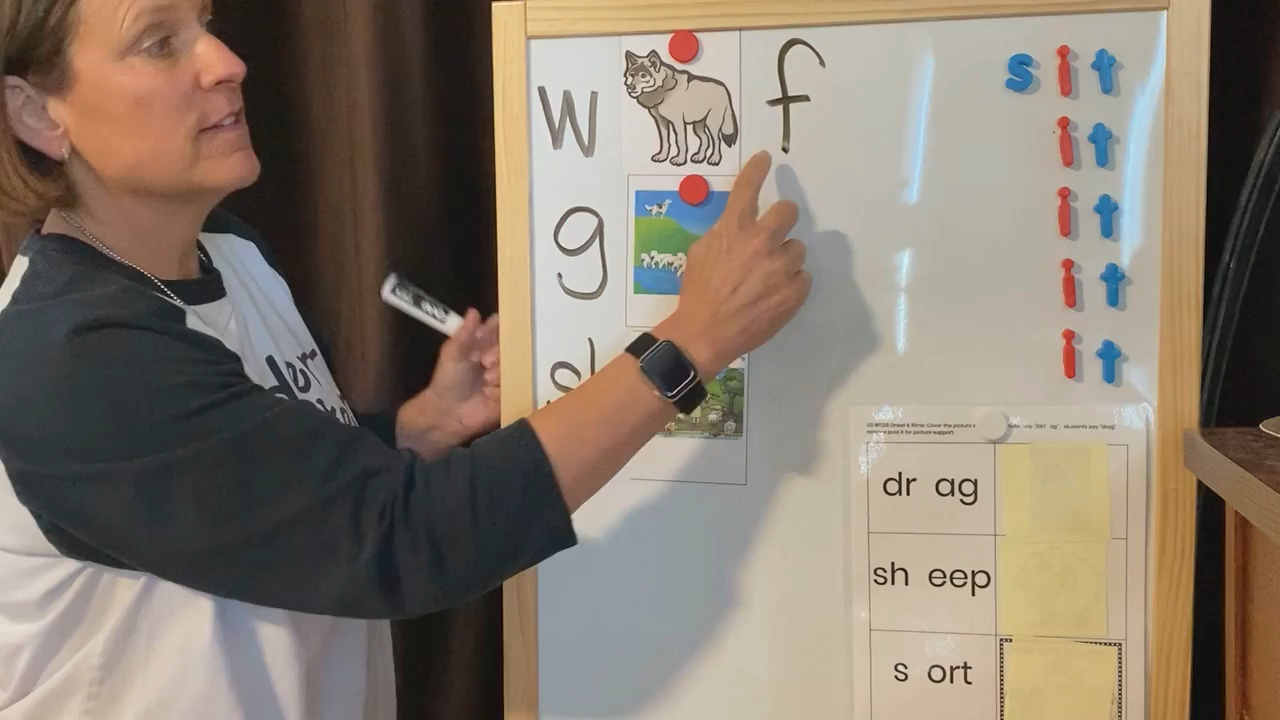 w f
g
s i t
i t
i t
i t
i t
dr ag
sh eep
s ort